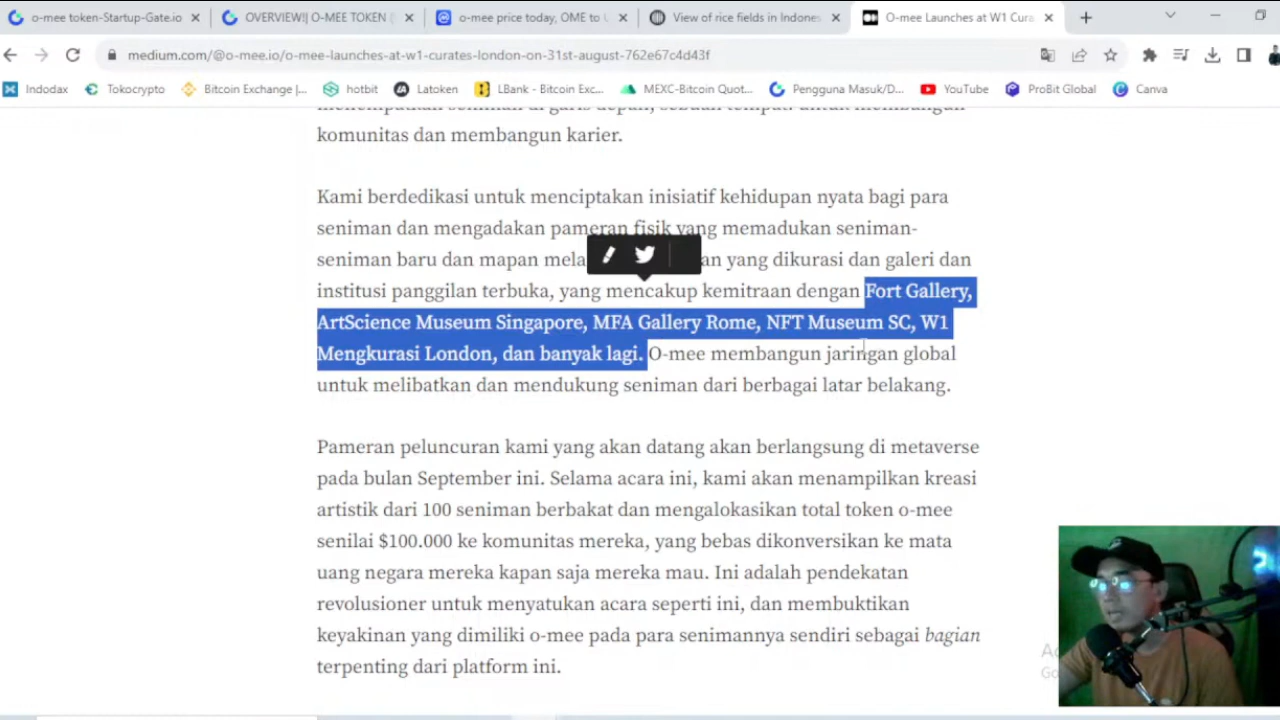 o-mee token-Startup-Gate.io
OVERVIEW!| O-MEE TOKEN (
o-mee price today, OME to U
View of rice fields in Indones
O-mee Launches at W1 Cura
medium.com/@o-mee.io/o-mee-launches-at-w1-curates-london-on-31st-august-762e67c4d43f
Indodax
Tokocrypto
Bitcoin Exchange |...
hotbit
Latoken
LBank - Bitcoin Exc...
MEXC-Bitcoin Quot...
Pengguna Masuk/D...
YouTube
ProBit Global
Canva
komunitas dan membangun karier.
Kami berdedikasi untuk menciptakan inisiatif kehidupan nyata bagi para
seniman dan mengadakan pameran fisik yang memadukan seniman-
seniman baru dan mapan mela an yang dikurasi dan galeri dan
institusi panggilan terbuka, yang mencakup kemitraan dengan Fort Gallery,
ArtScience Museum Singapore, MFA Gallery Rome, NFT Museum SC, W1
Mengkurasi London, dan banyak lagi. O-mee membangun jaringan global
untuk melibatkan dan mendukung seniman dari berbagai latar belakang.
Pameran peluncuran kami yang akan datang akan berlangsung di metaverse
pada bulan September ini. Selama acara ini, kami akan menampilkan kreasi
artistik dari 100 seniman berbakat dan mengalokasikan total token o-mee
senilai $100.000 ke komunitas mereka, yang bebas dikonversikan ke mata
uang negara mereka kapan saja mereka mau. Ini adalah pendekatan
revolusioner untuk menyatukan acara seperti ini, dan membuktikan
keyakinan yang dimiliki o-mee pada para senimannya sendiri sebagai bagian
terpenting dari platform ini.